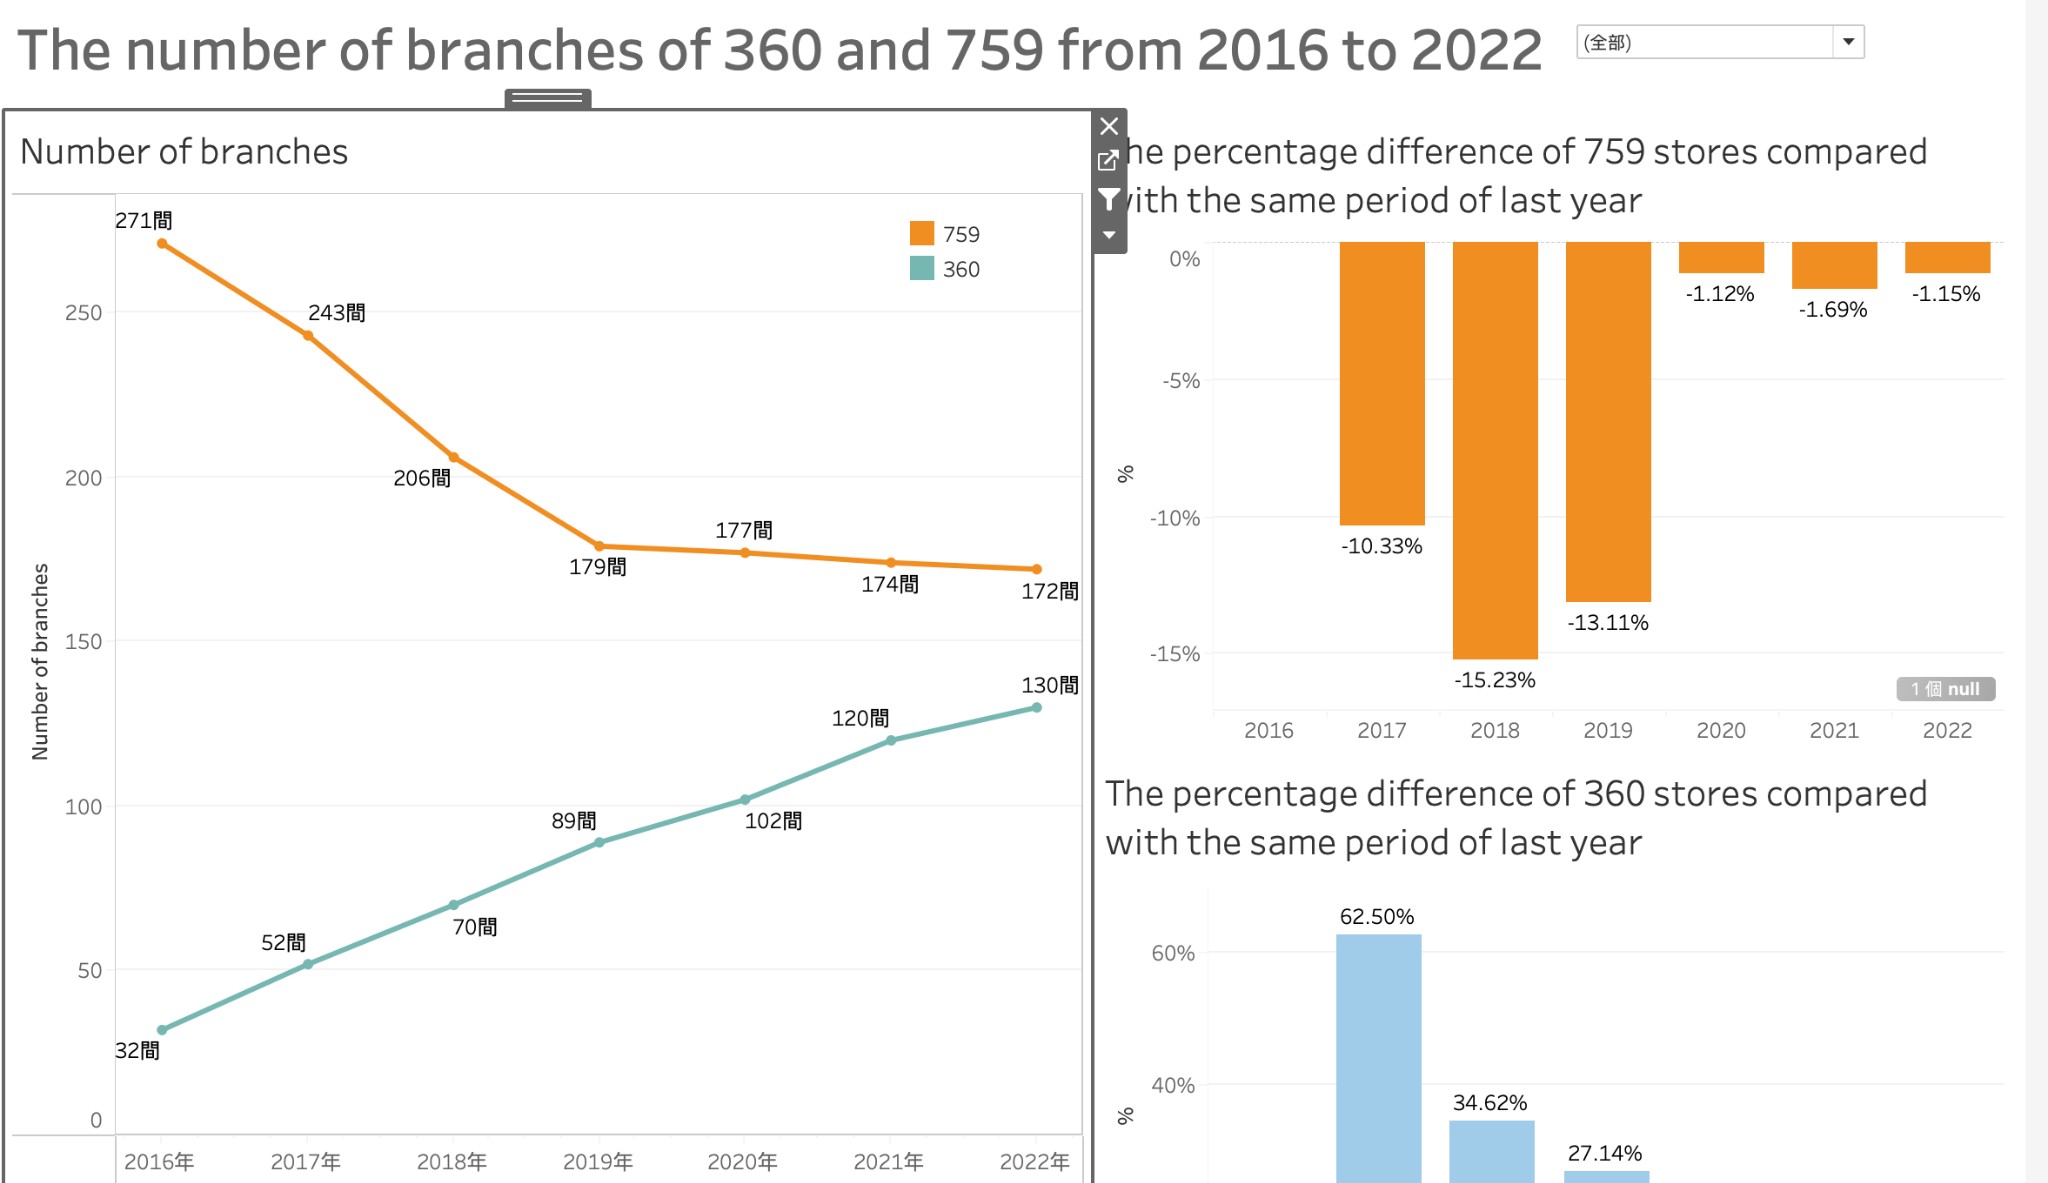 The number of branches of 360 and 759 from 2016 to 2022
(全部)
Number of branches
759
360
Number of branches
250
200
150
100
50
0
271間
243間
206間
179間
177間
174間
172間
32間
52間
70間
89間
102間
120間
130間
2016年
2017年
2018年
2019年
2020年
2021年
2022年
he percentage difference of 759 stores compared
with the same period of last year
%
0%
-5%
-10%
-15%
-10.33%
-15.23%
-13.11%
-1.12%
-1.69%
-1.15%
1 個 null
2016
2017
2018
2019
2020
2021
2022
The percentage difference of 360 stores compared
with the same period of last year
%
60%
40%
62.50%
34.62%
27.14%